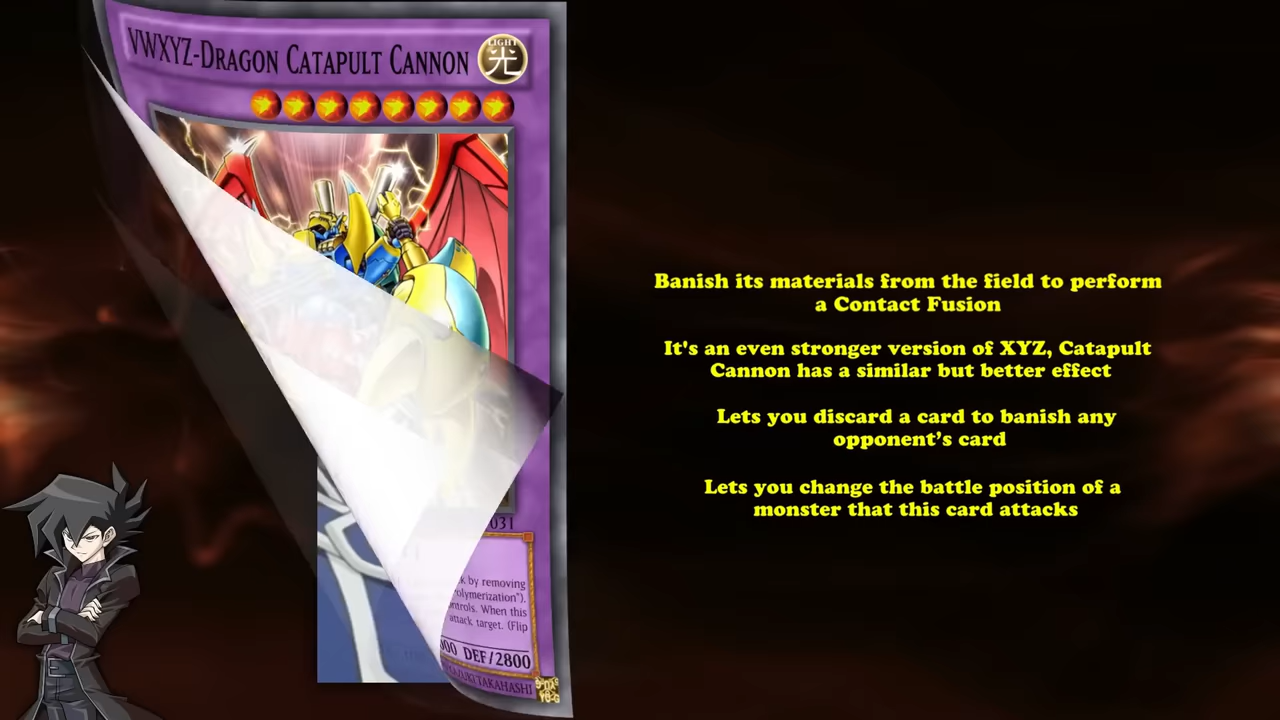 VWXYZ-Dragon Catapult Cannon
LIGHT
光
Banish its materials from the field to perform
a Contact Fusion
It's an even stronger version of XYZ, Catapult
Cannon has a similar but better effect
Lets you discard a card to banish any
opponent's card
Lets you change the battle position of a
monster that this card attacks
031
by removing
olymerization").
ntrols. When this
attack target. (Flip
DEF/2800
TAKAHASHI